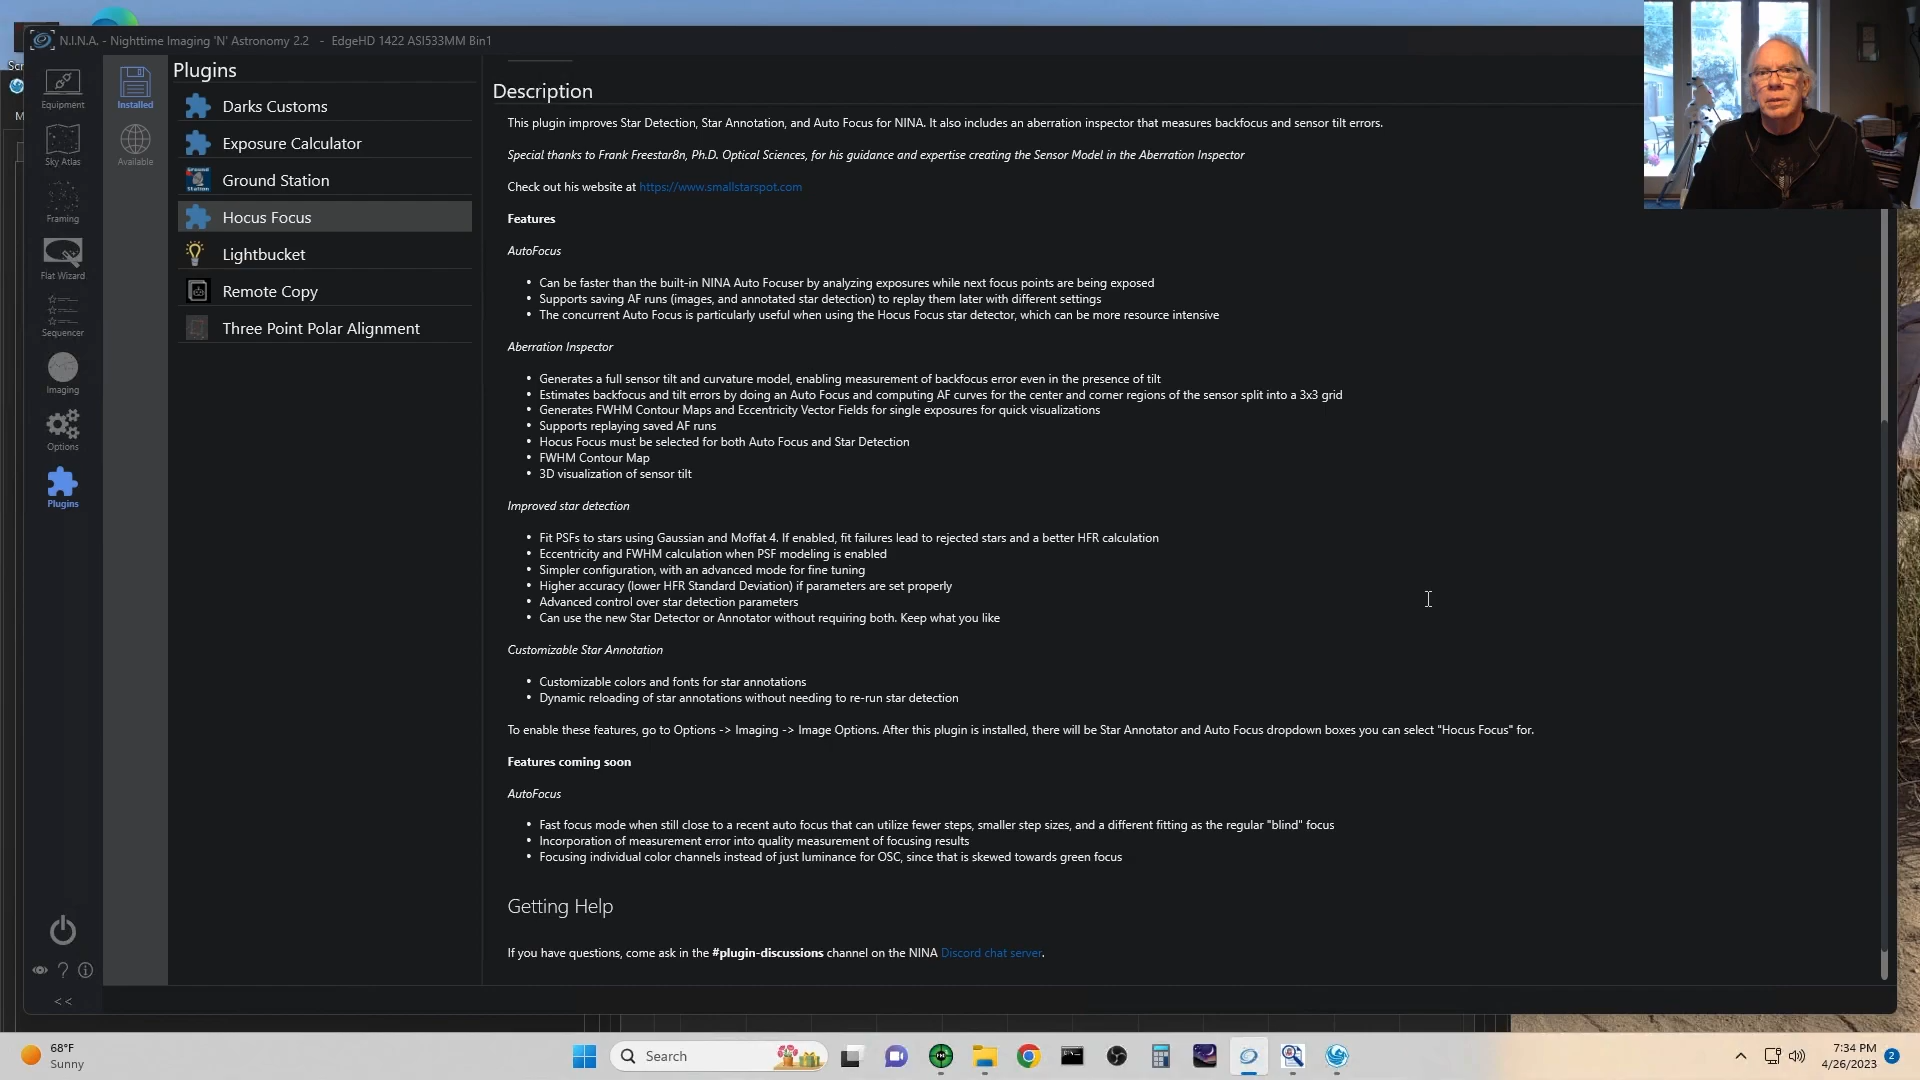 N.I.N.A. - Nighttime Imaging 'N' Astronomy 2.2 - EdgeHD 1422 ASI533MM Bin1
Equipment
Sky Atlas
Framing
Flat Wizard
Sequencer
Imaging
Options
Plugins
<<
Installed
Available
Plugins
Darks Customs
Exposure Calculator
Ground Station
Hocus Focus
Lightbucket
Remote Copy
Three Point Polar Alignment
Description
This plugin improves Star Detection, Star Annotation, and Auto Focus for NINA. It also includes an aberration inspector that measures backfocus and sensor tilt errors.
Special thanks to Frank Freestar8n, Ph.D. Optical Sciences, for his guidance and expertise creating the Sensor Model in the Aberration Inspector
Check out his website at https://www.smallstarspot.com
Features
AutoFocus
• Can be faster than the built-in NINA Auto Focuser by analyzing exposures while next focus points are being exposed
• Supports saving AF runs (images, and annotated star detection) to replay them later with different settings
• The concurrent Auto Focus is particularly useful when using the Hocus Focus star detector, which can be more resource intensive
Aberration Inspector
• Generates a full sensor tilt and curvature model, enabling measurement of backfocus error even in the presence of tilt
• Estimates backfocus and tilt errors by doing an Auto Focus and computing AF curves for the center and corner regions of the sensor split into a 3x3 grid
• Generates FWHM Contour Maps and Eccentricity Vector Fields for single exposures for quick visualizations
• Supports replaying saved AF runs
• Hocus Focus must be selected for both Auto Focus and Star Detection
• FWHM Contour Map
• 3D visualization of sensor tilt
Improved star detection
• Fit PSFs to stars using Gaussian and Moffat 4. If enabled, fit failures lead to rejected stars and a better HFR calculation
• Eccentricity and FWHM calculation when PSF modeling is enabled
• Simpler configuration, with an advanced mode for fine tuning
• Higher accuracy (lower HFR Standard Deviation) if parameters are set properly
• Advanced control over star detection parameters
• Can use the new Star Detector or Annotator without requiring both. Keep what you like
Customizable Star Annotation
• Customizable colors and fonts for star annotations
• Dynamic reloading of star annotations without needing to re-run star detection
To enable these features, go to Options -> Imaging -> Image Options. After this plugin is installed, there will be Star Annotator and Auto Focus dropdown boxes you can select "Hocus Focus" for.
Features coming soon
AutoFocus
• Fast focus mode when still close to a recent auto focus that can utilize fewer steps, smaller step sizes, and a different fitting as the regular "blind" focus
• Incorporation of measurement error into quality measurement of focusing results
• Focusing individual color channels instead of just luminance for OSC, since that is skewed towards green focus
Getting Help
If you have questions, come ask in the #plugin-discussions channel on the NINA Discord chat server.
68°F
Sunny
Search
7:34 PM
4/26/2023
2